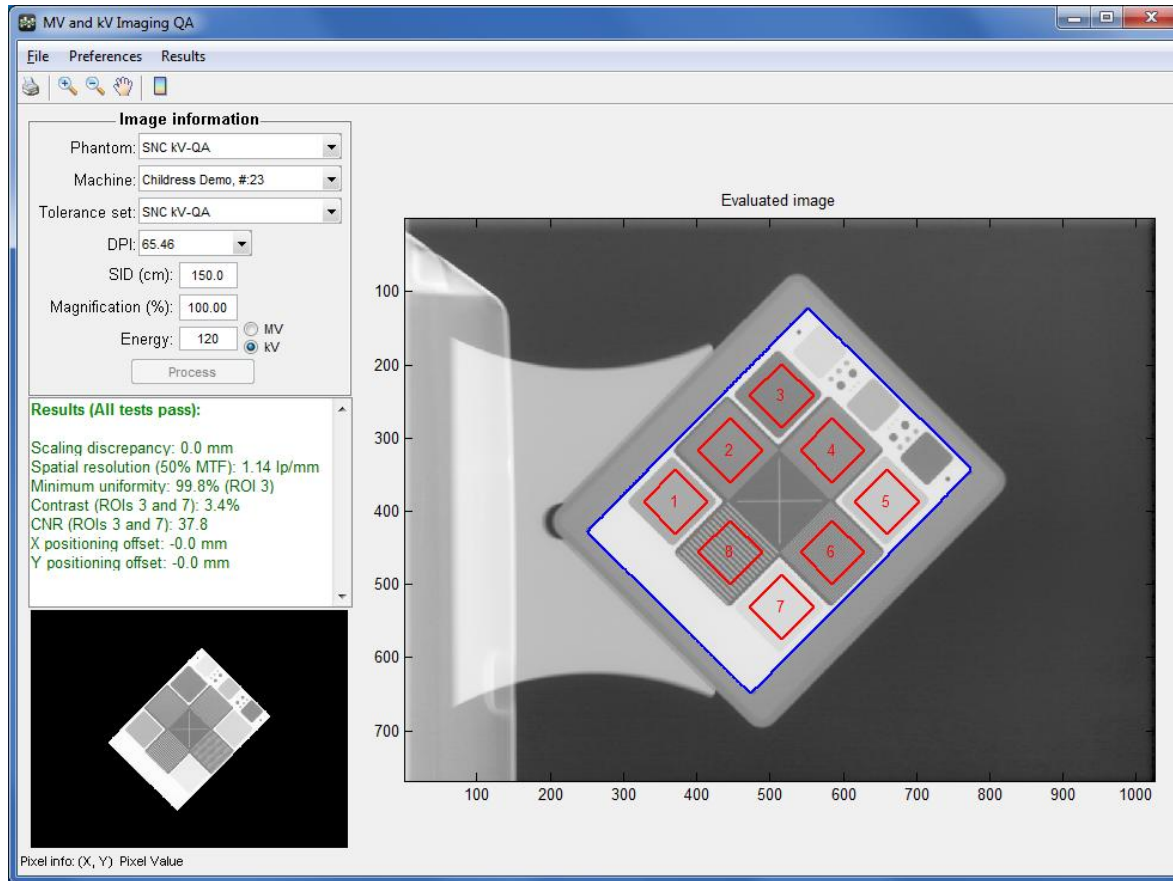 MV and kV Imaging QA
File Preferences Results
Image information
Phantom: SNC kV-QA
Machine: Childress Demo, #:23
Tolerance set: SNC kV-QA
DPI: 65.46
SID (cm): 150.0
Magnification (%): 100.00
Energy: 120 MV
kV
Process
Results (All tests pass):
Scaling discrepancy: 0.0 mm
Spatial resolution (50% MTF): 1.14 lp/mm
Minimum uniformity: 99.8% (ROI 3)
Contrast (ROIs 3 and 7): 3.4%
CNR (ROIs 3 and 7): 37.8
X positioning offset: -0.0 mm
Y positioning offset: -0.0 mm
Pixel info: (X, Y) Pixel Value
Evaluated image
100
200
300
400
500
600
700
3
2 4
1 5
8 6
7
100 200 300 400 500 600 700 800 900 1000